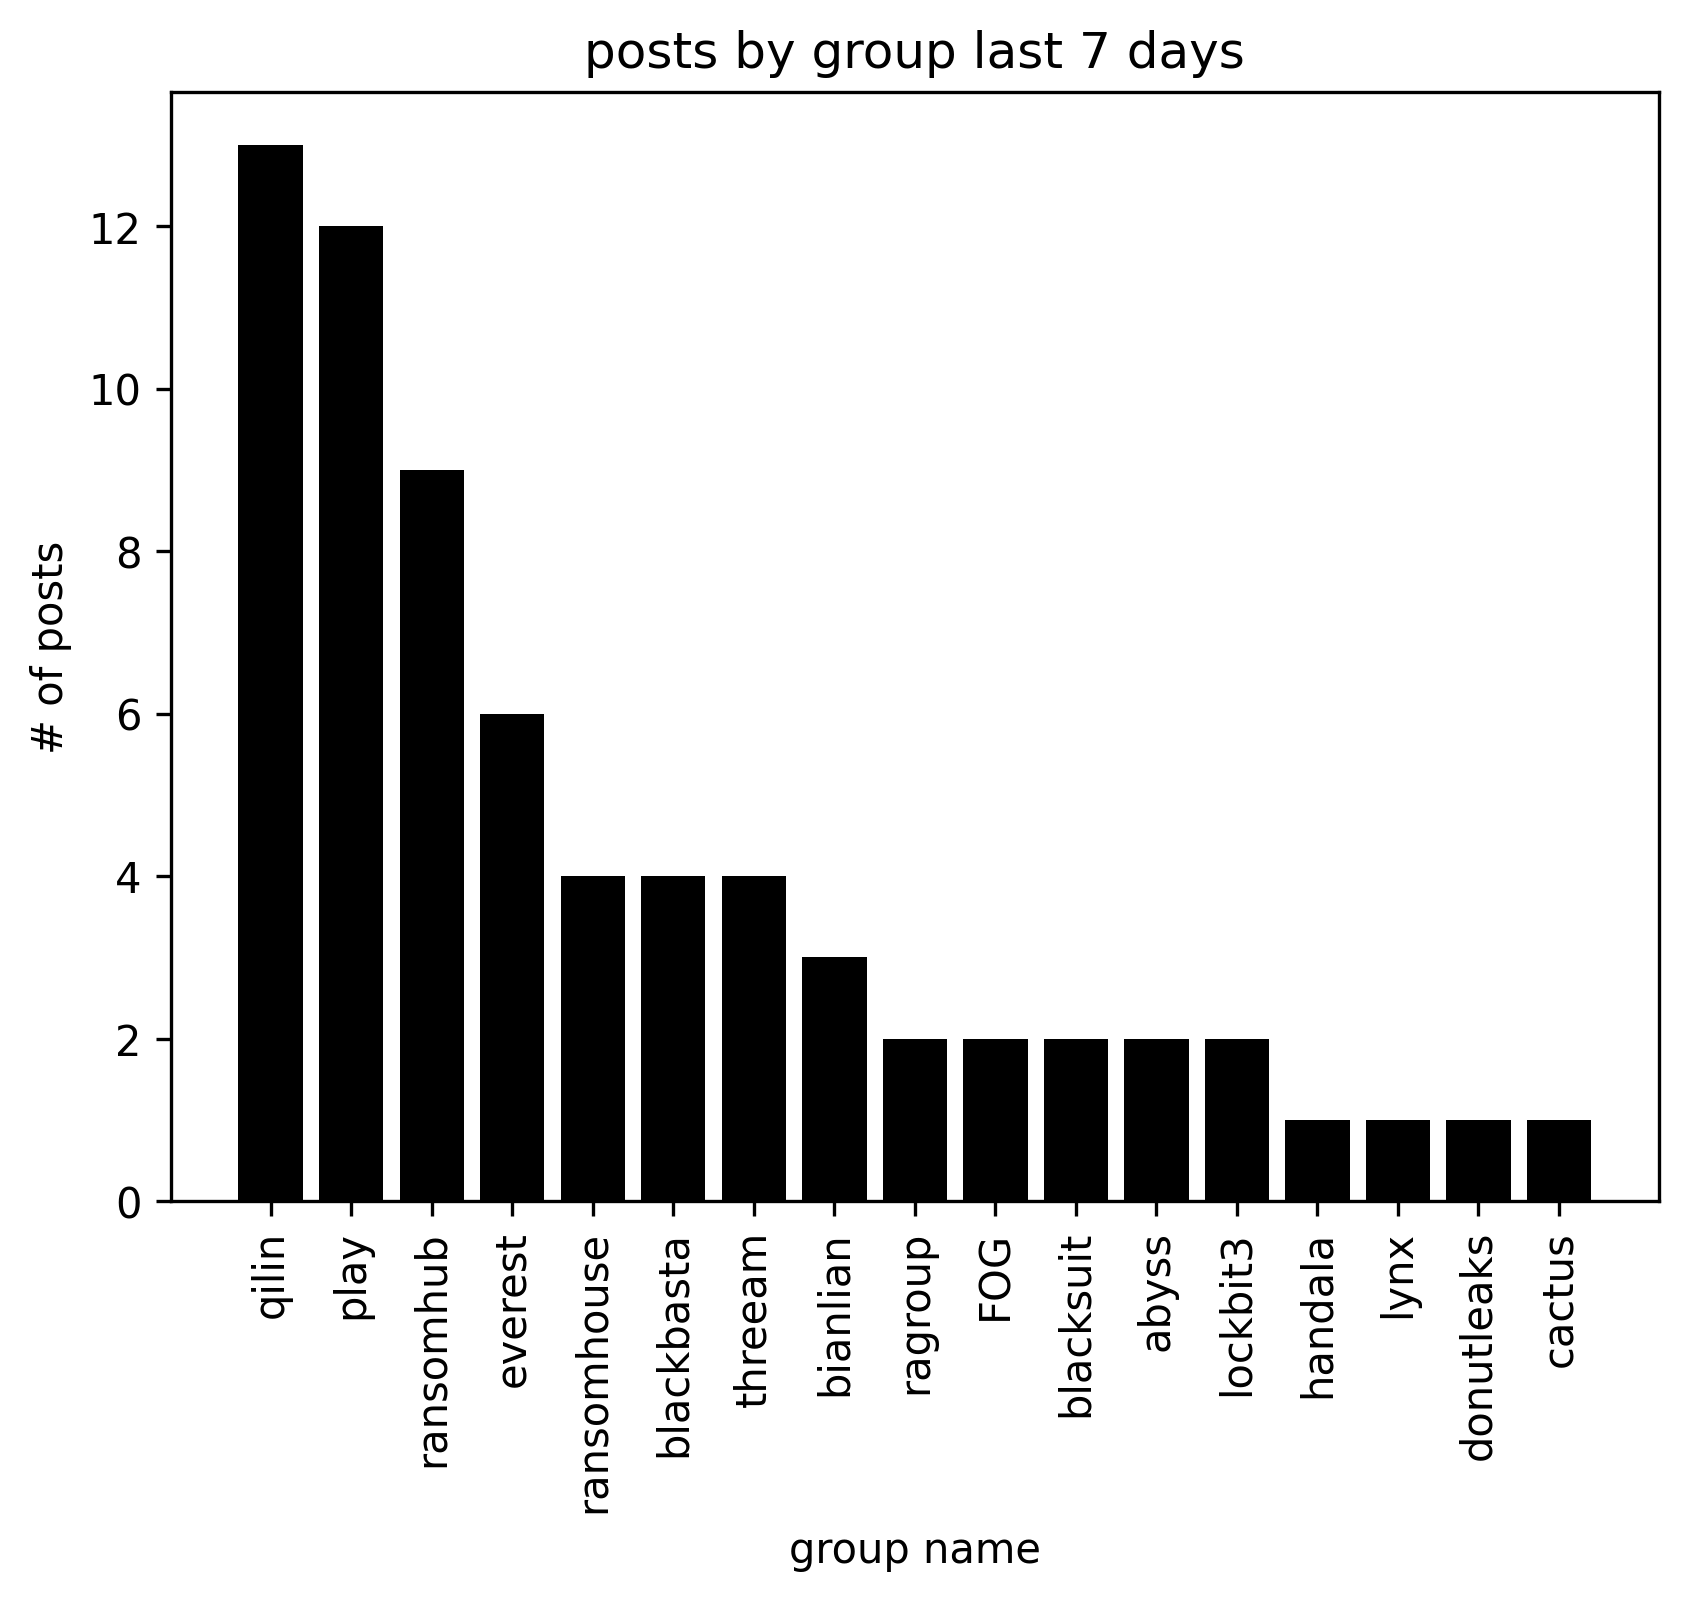 posts by group last 7 days
# of posts
12
10
8
6
4
2
0
qilin
play
ransomhub
everest
ransomhouse
blackbasta
threeam
bianlian
ragroup
FOG
blacksuit
abyss
lockbit3
handala
lynx
donutleaks
cactus
group name